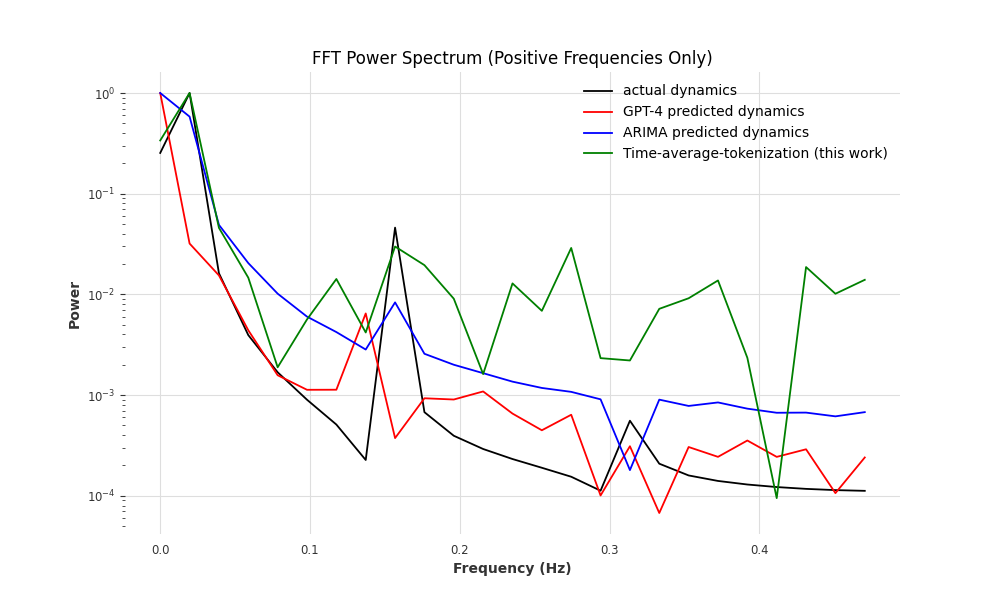 FFT Power Spectrum (Positive Frequencies Only)
actual dynamics
GPT-4 predicted dynamics
ARIMA predicted dynamics
Time-average-tokenization (this work)
10⁰
10⁻¹
10⁻²
10⁻³
10⁻⁴
Power
0.0 0.1 0.2 0.3 0.4
Frequency (Hz)